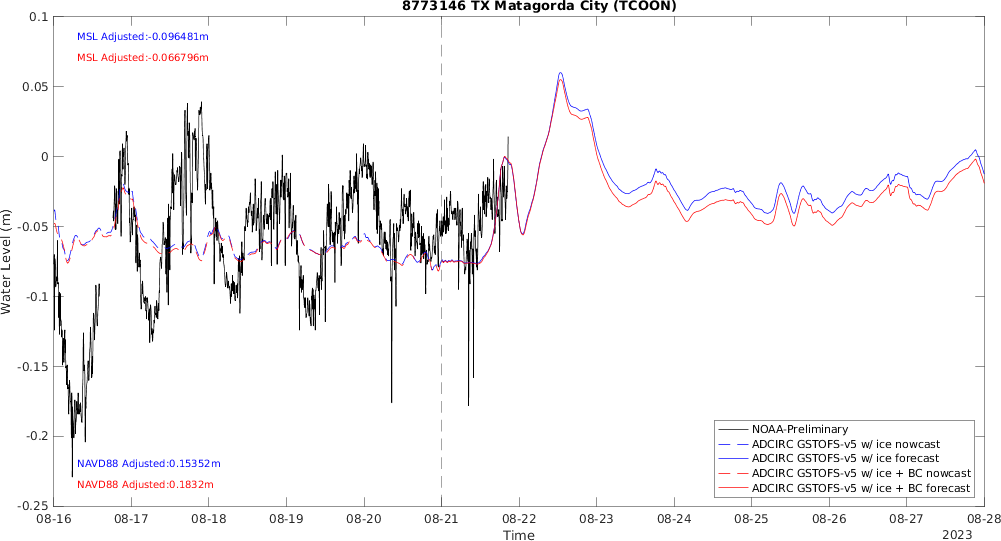 8773146 TX Matagorda City (TCOON)
0.1
0.05
0
-0.05
-0.1
-0.15
-0.2
-0.25
Water Level (m)
MSL Adjusted:-0.096481m
MSL Adjusted:-0.066796m
NAVD88 Adjusted:0.15352m
NAVD88 Adjusted:0.1832m
NOAA-Preliminary
ADCIRC GSTOFS-v5 w/ ice nowcast
ADCIRC GSTOFS-v5 w/ ice forecast
ADCIRC GSTOFS-v5 w/ ice + BC nowcast
ADCIRC GSTOFS-v5 w/ ice + BC forecast
08-16 08-17 08-18 08-19 08-20 08-21 08-22 08-23 08-24 08-25 08-26 08-27 08-28
Time
2023